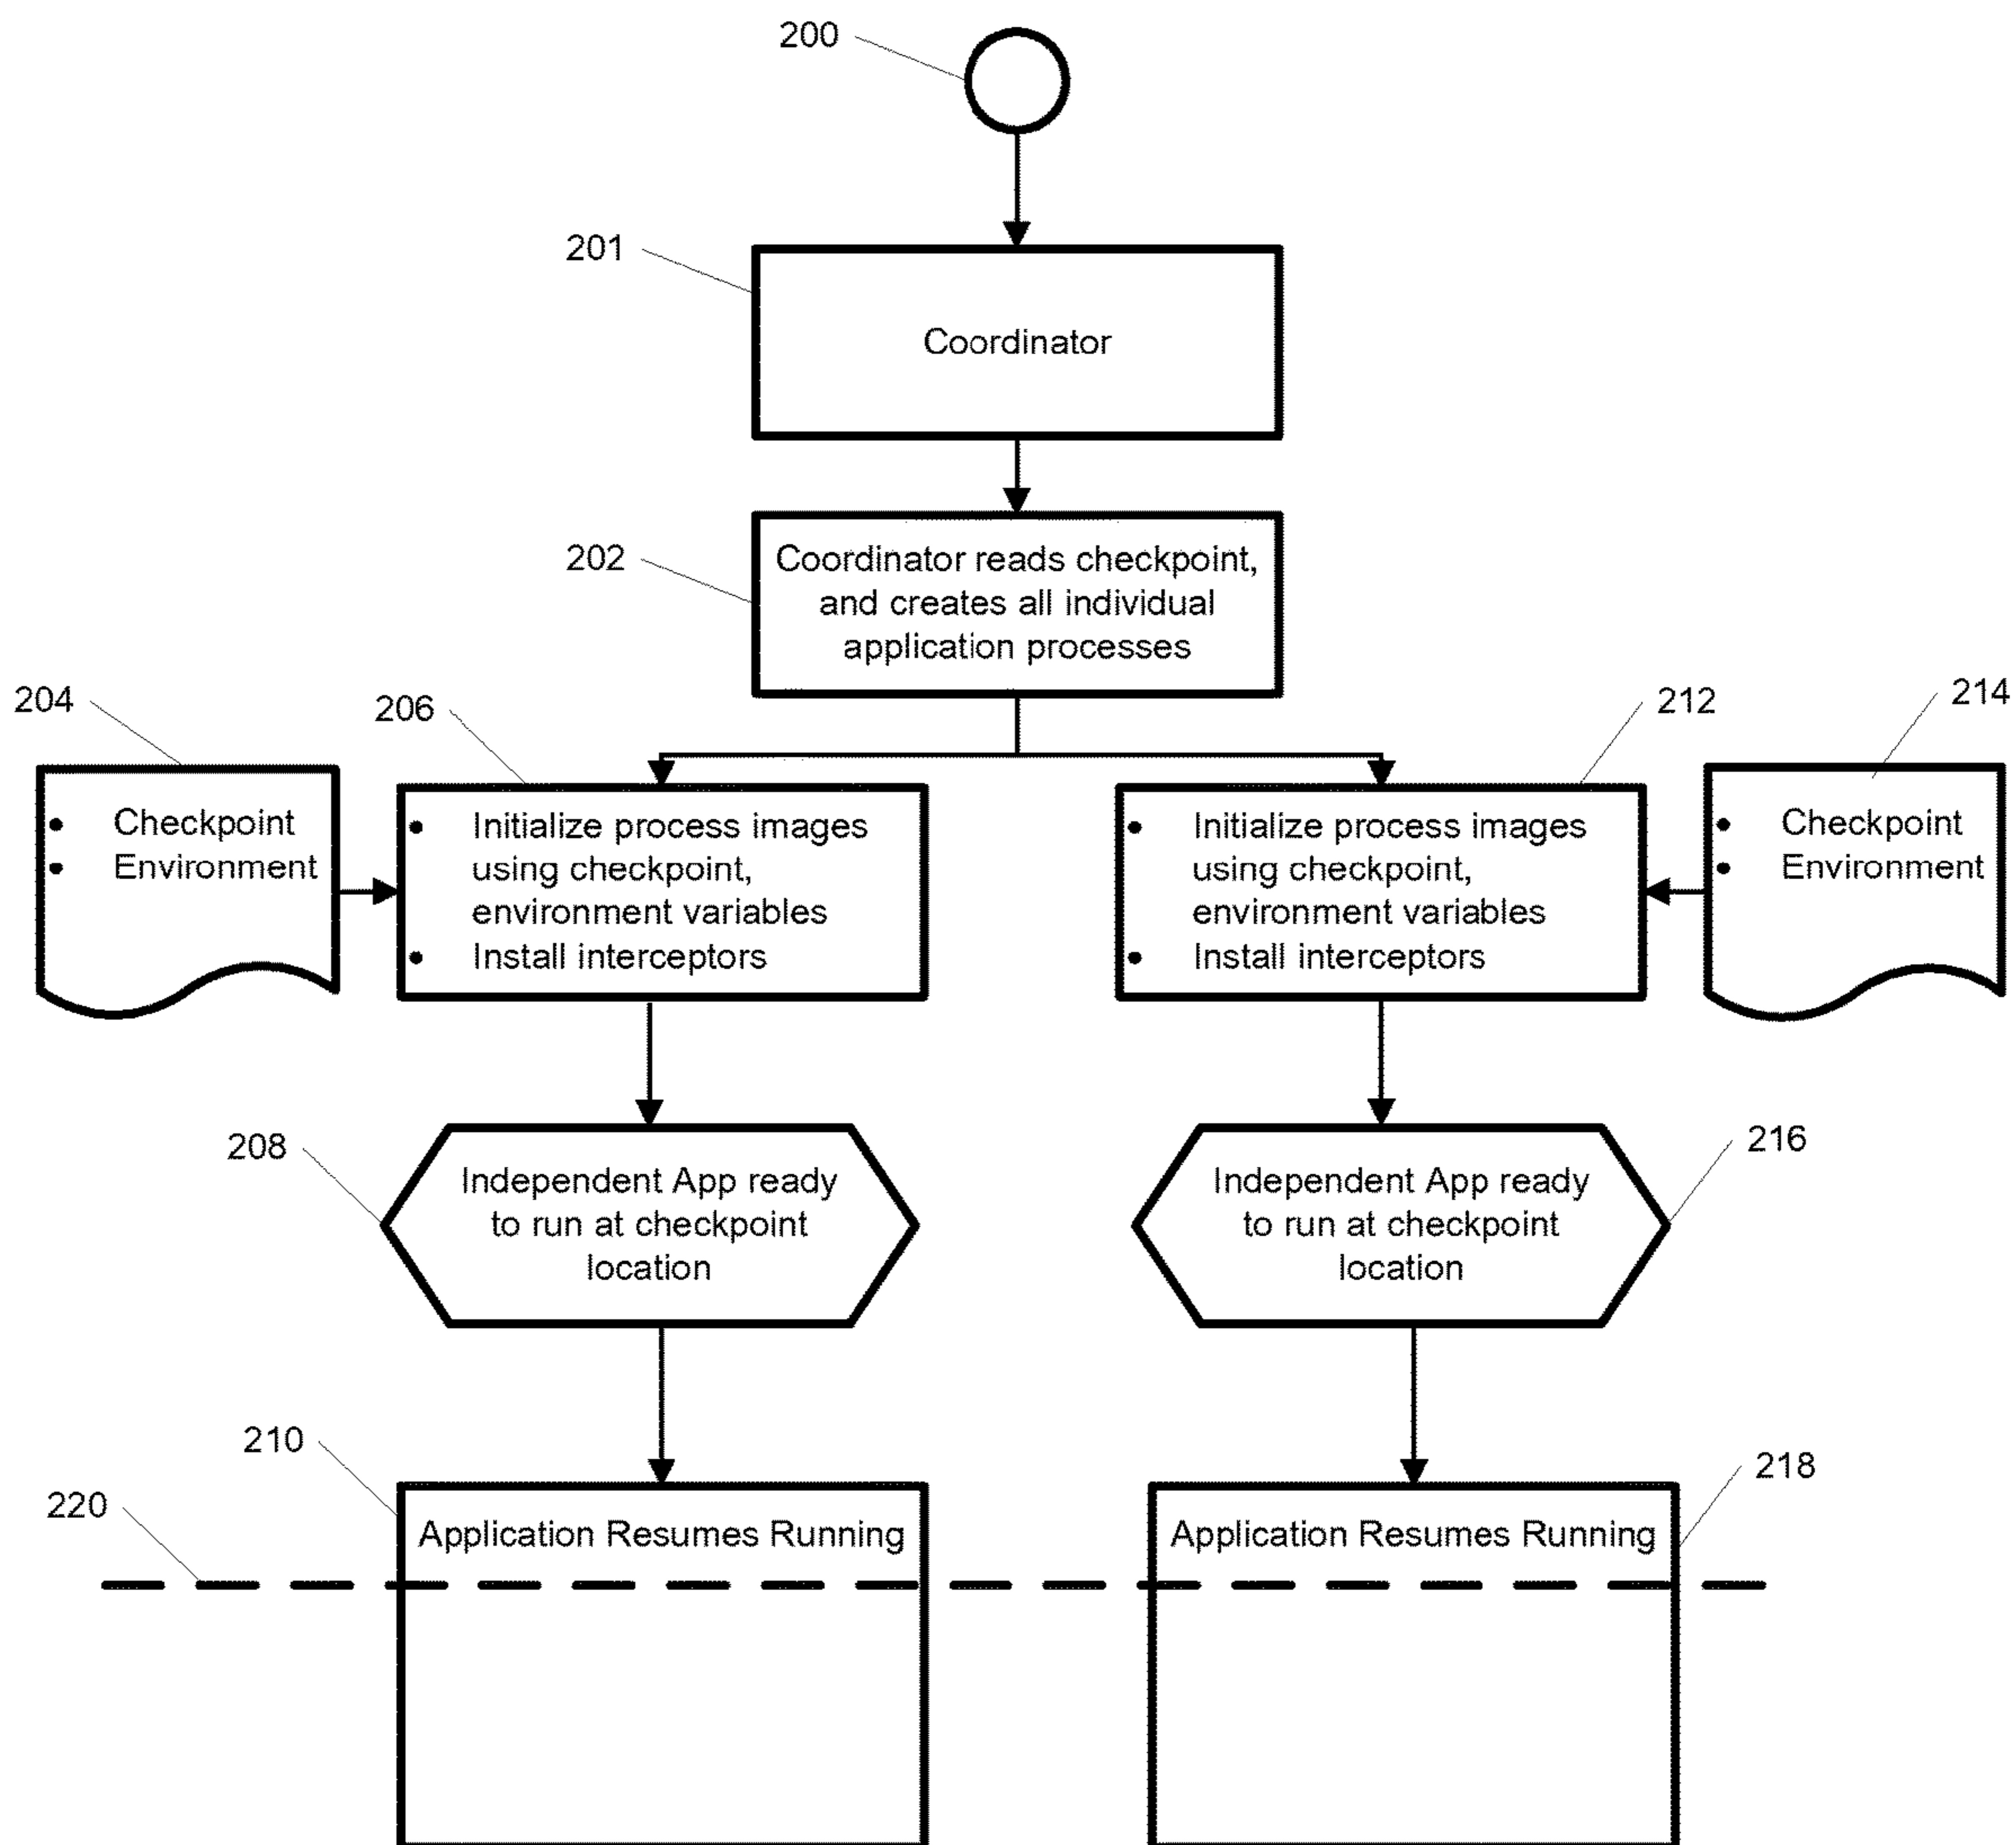 200
201
Coordinator
202
Coordinator reads checkpoint,
and creates all individual
application processes
204
206
212
214
• Checkpoint
• Environment
• Initialize process images
using checkpoint,
environment variables
• Install interceptors
• Initialize process images
using checkpoint,
environment variables
• Install interceptors
• Checkpoint
• Environment
208
Independent App ready
to run at checkpoint
location
216
Independent App ready
to run at checkpoint
location
210
Application Resumes Running
218
Application Resumes Running
220